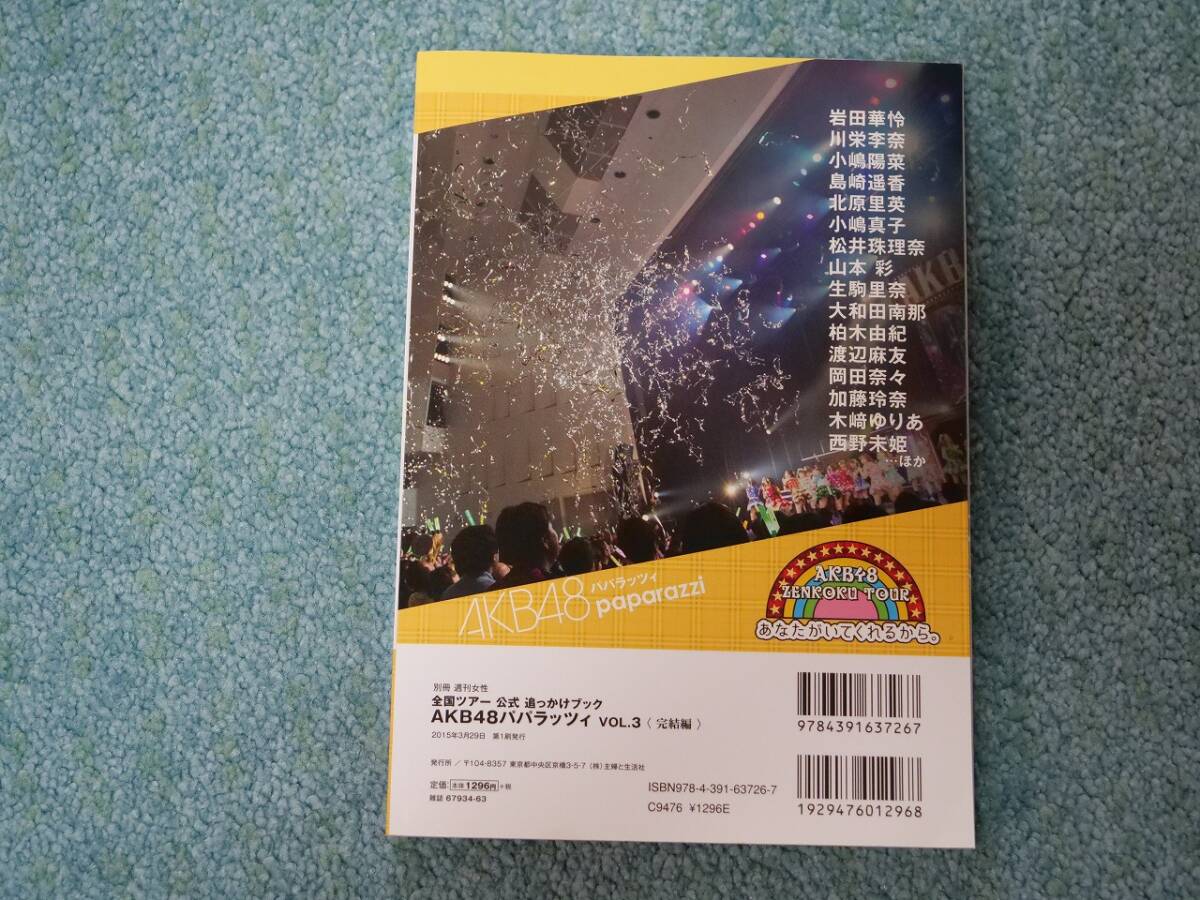 岩田華怜
川栄李奈
小嶋陽菜
島崎遥香
北原里英
小嶋真子
松井珠理奈
山本 彩
生駒里奈
大和田南那
柏木由紀
渡辺麻友
岡田奈々
加藤玲奈
木﨑ゆりあ
西野未姫
…ほか
AKB
AKB48 パパラッツィ
paparazzi
AKB48
ZENKOKU TOUR
あなたがいてくれるから。
別冊 週刊女性
全国ツアー 公式 追っかけブック
AKB48パパラッツィ VOL.3〈 完結編 〉
2015年3月29日 第1刷発行
発行所／〒104-8357 東京都中央区京橋3-5-7（株）主婦と生活社
定価：本体1296円+税
雑誌 67934-63
9784391637267
ISBN978-4-391-63726-7
C9476 ¥1296E
1929476012968